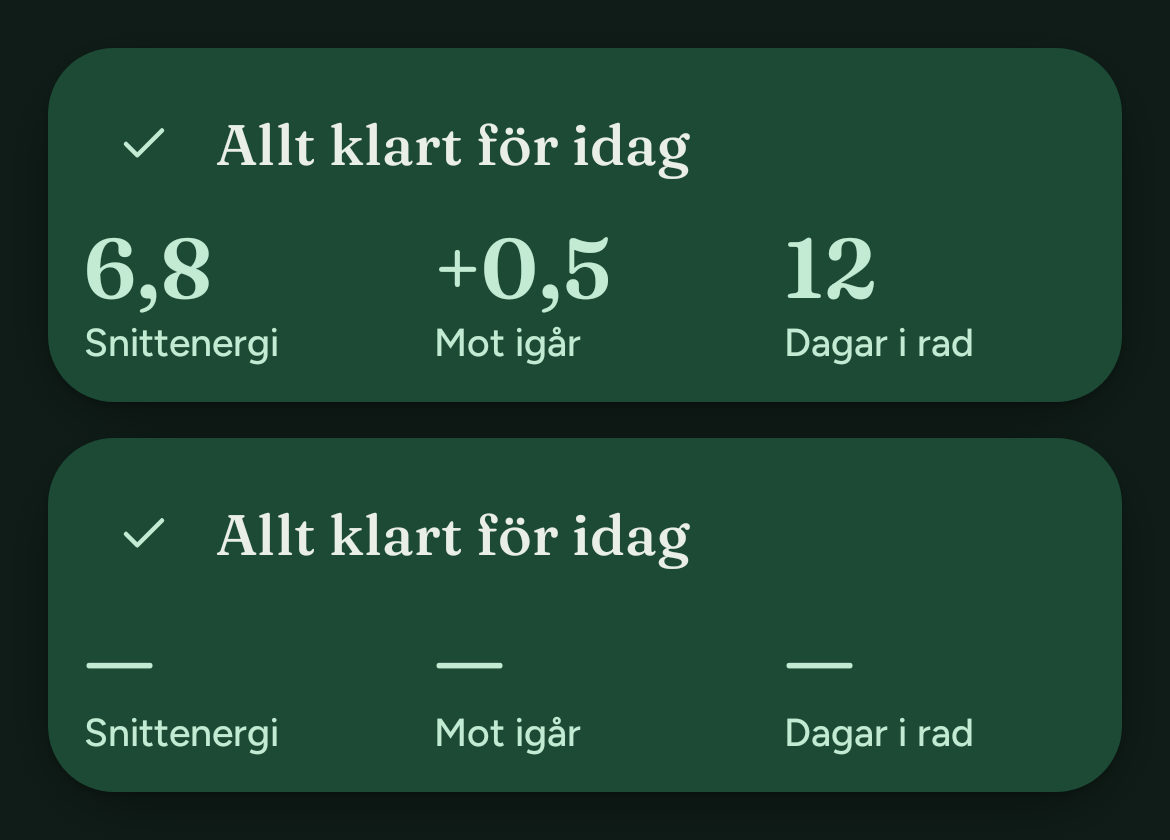 Allt klart för idag
6,8 +0,5 12
Snittenergi Mot igår Dagar i rad
Allt klart för idag
— — —
Snittenergi Mot igår Dagar i rad